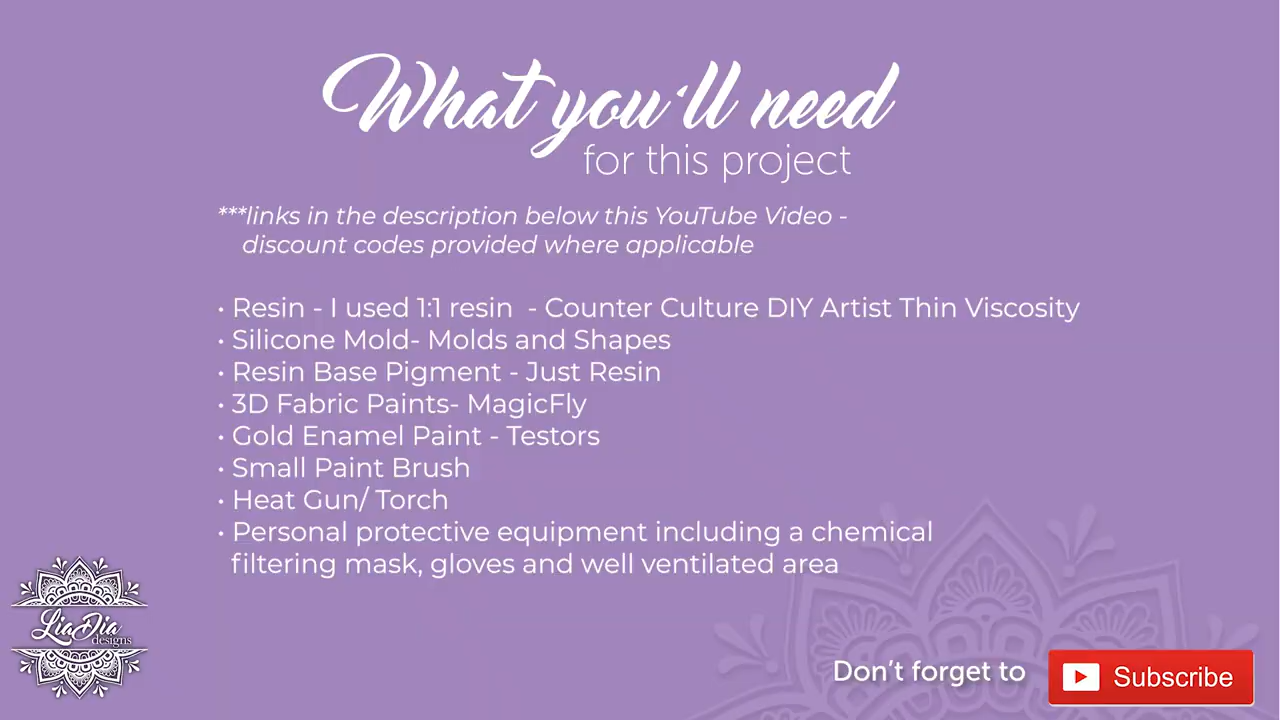 What you'll need
for this project
***links in the description below this YouTube Video -
discount codes provided where applicable
• Resin - I used 1:1 resin  - Counter Culture DIY Artist Thin Viscosity
• Silicone Mold- Molds and Shapes
• Resin Base Pigment - Just Resin
• 3D Fabric Paints- MagicFly
• Gold Enamel Paint - Testors
• Small Paint Brush
• Heat Gun/ Torch
• Personal protective equipment including a chemical
filtering mask, gloves and well ventilated area
LiaDia
designs
Don't forget to
Subscribe